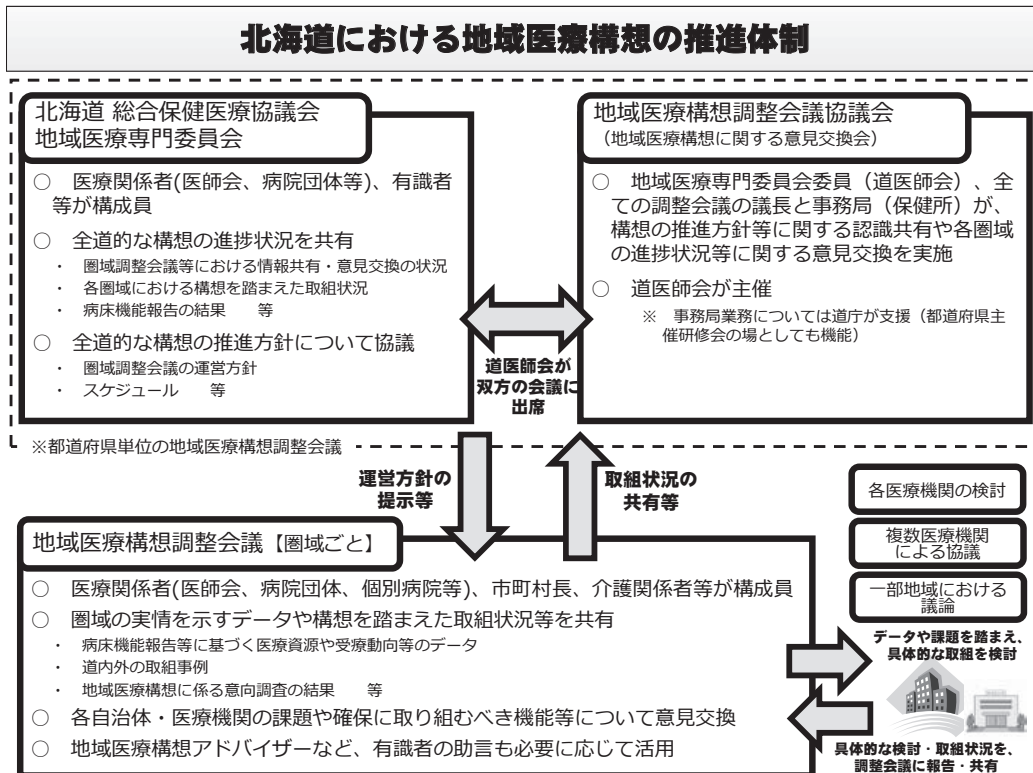 北海道における地域医療構想の推進体制
北海道 総合保健医療協議会
地域医療専門委員会
○ 医療関係者(医師会、病院団体等)、有識者
等が構成員
○ 全道的な構想の進捗状況を共有
・ 圏域調整会議等における情報共有・意見交換の状況
・ 各圏域における構想を踏まえた取組状況
・ 病床機能報告の結果 等
○ 全道的な構想の推進方針について協議
・ 圏域調整会議の運営方針
・ スケジュール 等
道医師会が
双方の会議に
出席
地域医療構想調整会議協議会
（地域医療構想に関する意見交換会）
○ 地域医療専門委員会委員（道医師会）、全
ての調整会議の議長と事務局（保健所）が、
構想の推進方針等に関する認識共有や各圏域
の進捗状況等に関する意見交換を実施
○ 道医師会が主催
※ 事務局業務については道庁が支援（都道府県主
催研修会の場としても機能）
※都道府県単位の地域医療構想調整会議
運営方針の
提示等
取組状況の
共有等
地域医療構想調整会議【圏域ごと】
○ 医療関係者(医師会、病院団体、個別病院等)、市町村長、介護関係者等が構成員
○ 圏域の実情を示すデータや構想を踏まえた取組状況等を共有
・ 病床機能報告等に基づく医療資源や受療動向等のデータ
・ 道内外の取組事例
・ 地域医療構想に係る意向調査の結果 等
○ 各自治体・医療機関の課題や確保に取り組むべき機能等について意見交換
○ 地域医療構想アドバイザーなど、有識者の助言も必要に応じて活用
各医療機関の検討
複数医療機関
による協議
一部地域における
議論
データや課題を踏まえ、
具体的な取組を検討
具体的な検討・取組状況を、
調整会議に報告・共有